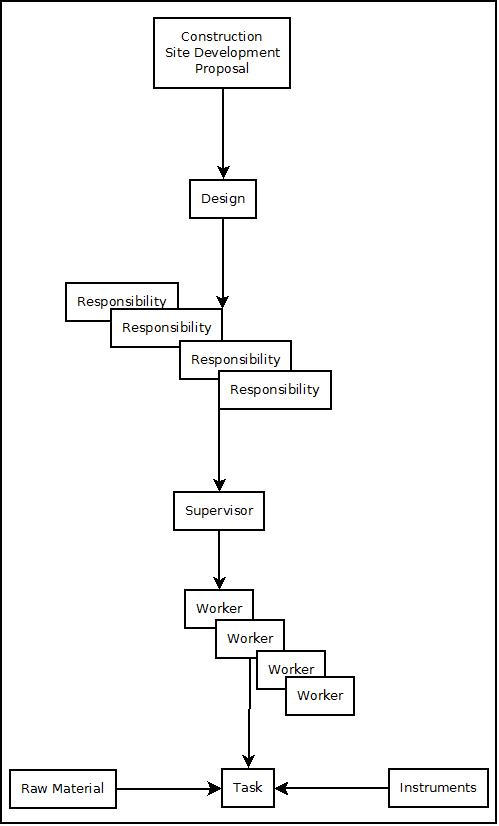 Construction
Site Development
Proposal
Design
Responsibility
Responsibility
Responsibility
Responsibility
Supervisor
Worker
Worker
Worker
Worker
Raw Material
Task
Instruments